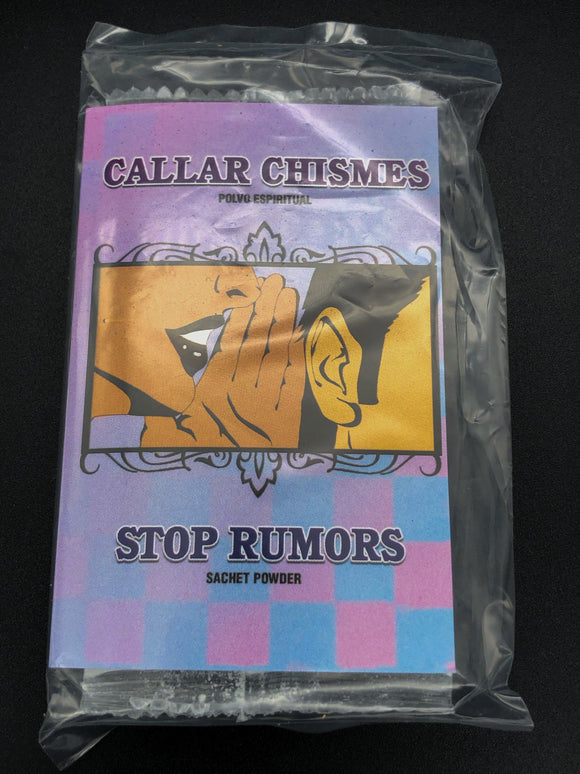 CALLAR CHISMES
POLVO ESPIRITUAL
STOP RUMORS
SACHET POWDER